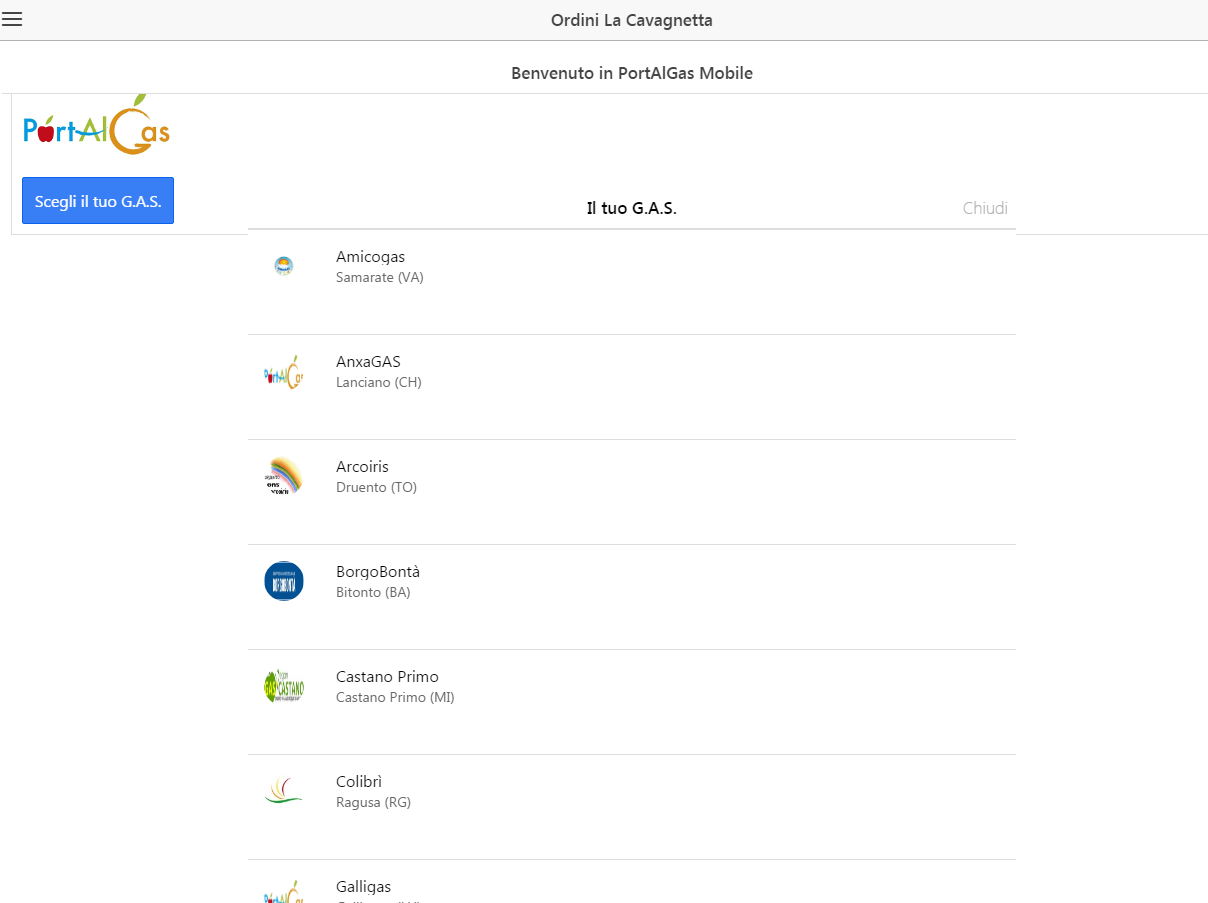 Ordini La Cavagnetta
Benvenuto in PortAlGas Mobile
PortAlGas
Scegli il tuo G.A.S.
Il tuo G.A.S.
Chiudi
Amicogas
Samarate (VA)
AnxaGAS
Lanciano (CH)
Arcoiris
Druento (TO)
BorgoBontà
Bitonto (BA)
CASTANO
Castano Primo
Castano Primo (MI)
Colibrì
Ragusa (RG)
Galligas